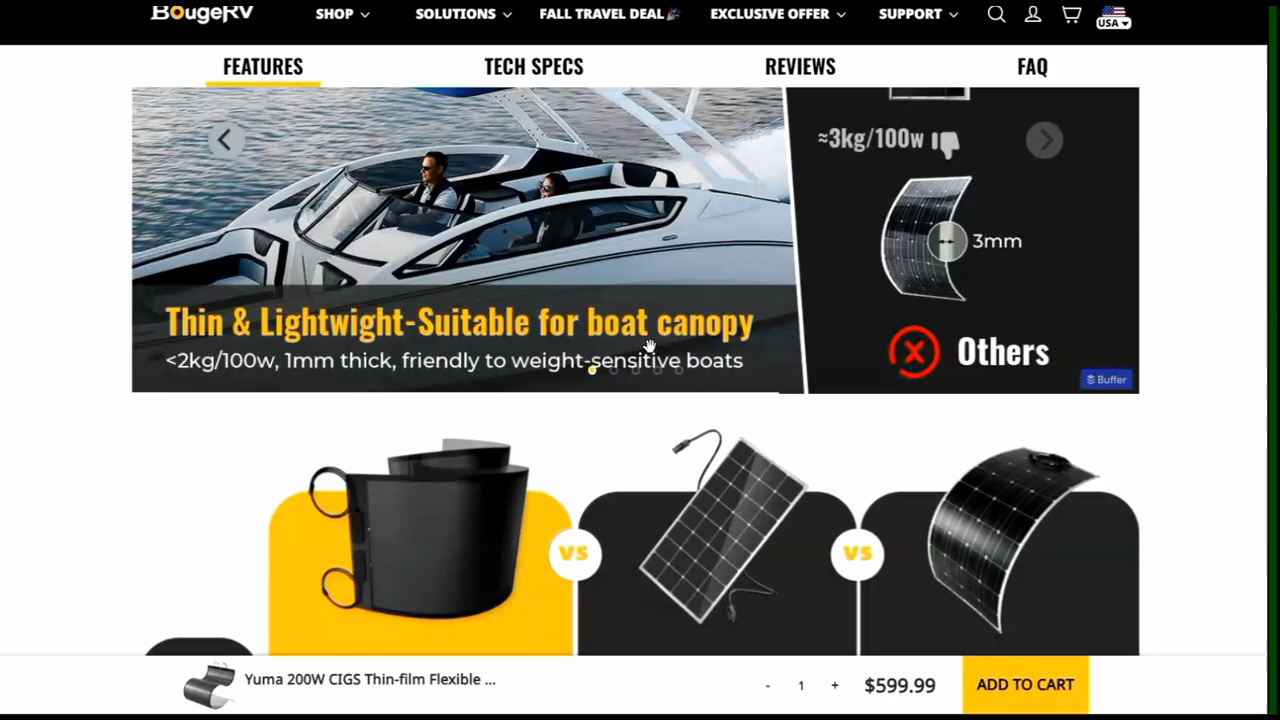 BougeRV
SHOP
SOLUTIONS
FALL TRAVEL DEAL
EXCLUSIVE OFFER
SUPPORT
USA
FEATURES
TECH SPECS
REVIEWS
FAQ
≈3kg/100w
3mm
Thin & Lightwight-Suitable for boat canopy
<2kg/100w, 1mm thick, friendly to weight-sensitive boats
Others
Buffer
VS
VS
Yuma 200W CIGS Thin-film Flexible ...
- 1 +
$599.99
ADD TO CART